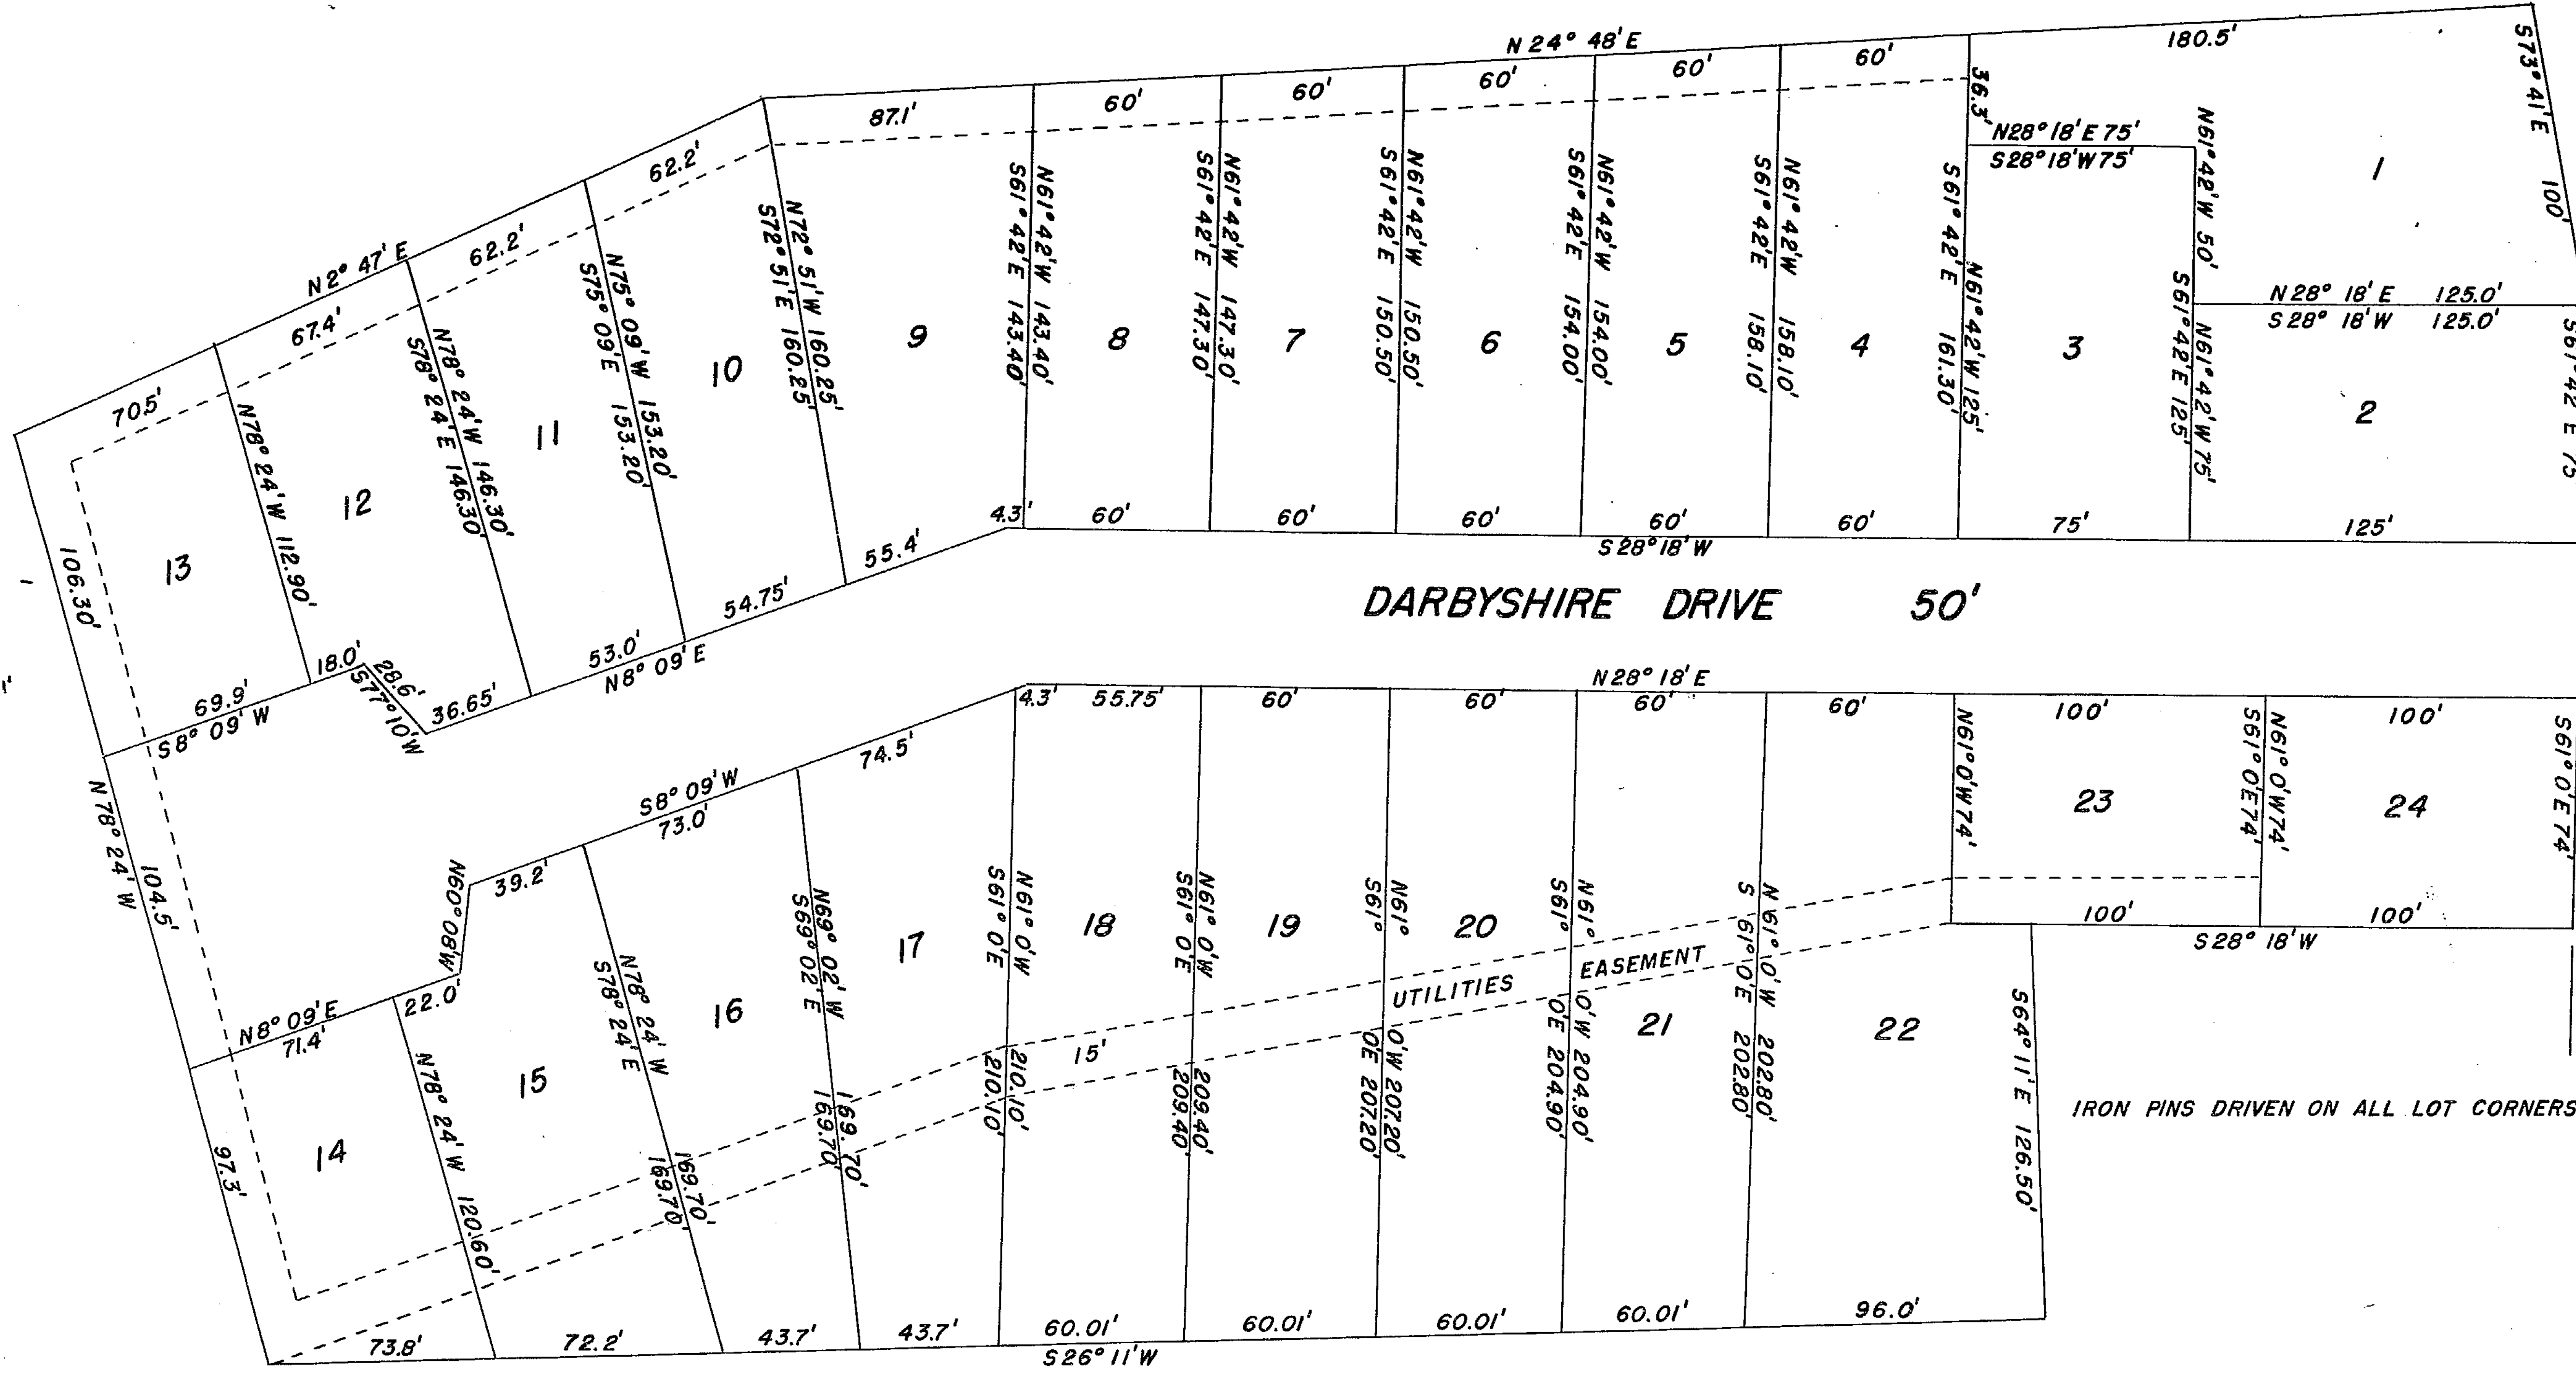 N 24° 48' E
180.5'
S73° 41' E 100'
87.1'
60'
60'
60'
60'
60'
36.3'
N28° 18' E 75'
S28° 18' W 75'
N61° 42' W 50'
1
N 28° 18' E 125.0'
S 28° 18' W 125.0'
S61° 42' E 75
N61° 42' W 75'
2
S61° 42' E 125'
3
N61° 42' W 125'
S61° 42' E 161.30'
4
N61° 42' W 158.10'
S61° 42' E 158.10'
5
N61° 42' W 154.00'
S61° 42' E 154.00'
6
N61° 42' W 150.50'
S61° 42' E 150.50'
7
N61° 42' W 147.30'
S61° 42' E 147.30'
8
N61° 42' W 143.40'
S61° 42' E 143.40'
9
62.2'
N72° 51' W 160.25'
S72° 51' E 160.25'
10
62.2'
N75° 09' W 153.20'
S75° 09' E 153.20'
11
N 2° 47' E
67.4'
N78° 24' W 146.30'
S78° 24' E 146.30'
12
70.5'
N78° 24' W 112.90'
13
106.30'
69.9'
S8° 09' W
18.0'
28.6'
S77° 10' W
36.65'
53.0'
N8° 09' E
54.75'
55.4'
4.3'
60'
60'
60'
60'
60'
75'
125'
S 28° 18' W
DARBYSHIRE DRIVE 50'
N 28° 18' E
4.3'
55.75'
60'
60'
60'
60'
100'
100'
74.5'
S8° 09' W
73.0'
39.2'
N60° 08' W
22.0'
N8° 09' E
71.4'
N 78° 24' W
104.5'
97.3'
14
N78° 24' W 120.60'
15
N78° 24' W 169.70'
S78° 24' E 169.70'
16
N69° 02' W 169.70'
S69° 02' E 169.70'
17
N61° 0' W 210.10'
S61° 0' E 210.10'
18
15'
N61° 0' W 209.40'
S61° 0' E 209.40'
19
N61° 0' W 207.20'
S61° 0' E 207.20'
20
UTILITIES EASEMENT
N61° 0' W 204.90'
S61° 0' E 204.90'
21
N 61° 0' W 202.80'
S 61° 0' E 202.80'
22
N61° 0' W 74'
23
S61° 0' E 74'
N61° 0' W 74'
24
S61° 0' E 74'
100'
100'
S 28° 18' W
S64° 11' E 126.50'
IRON PINS DRIVEN ON ALL LOT CORNERS
73.8'
72.2'
43.7'
43.7'
60.01'
60.01'
60.01'
60.01'
96.0'
S 26° 11' W